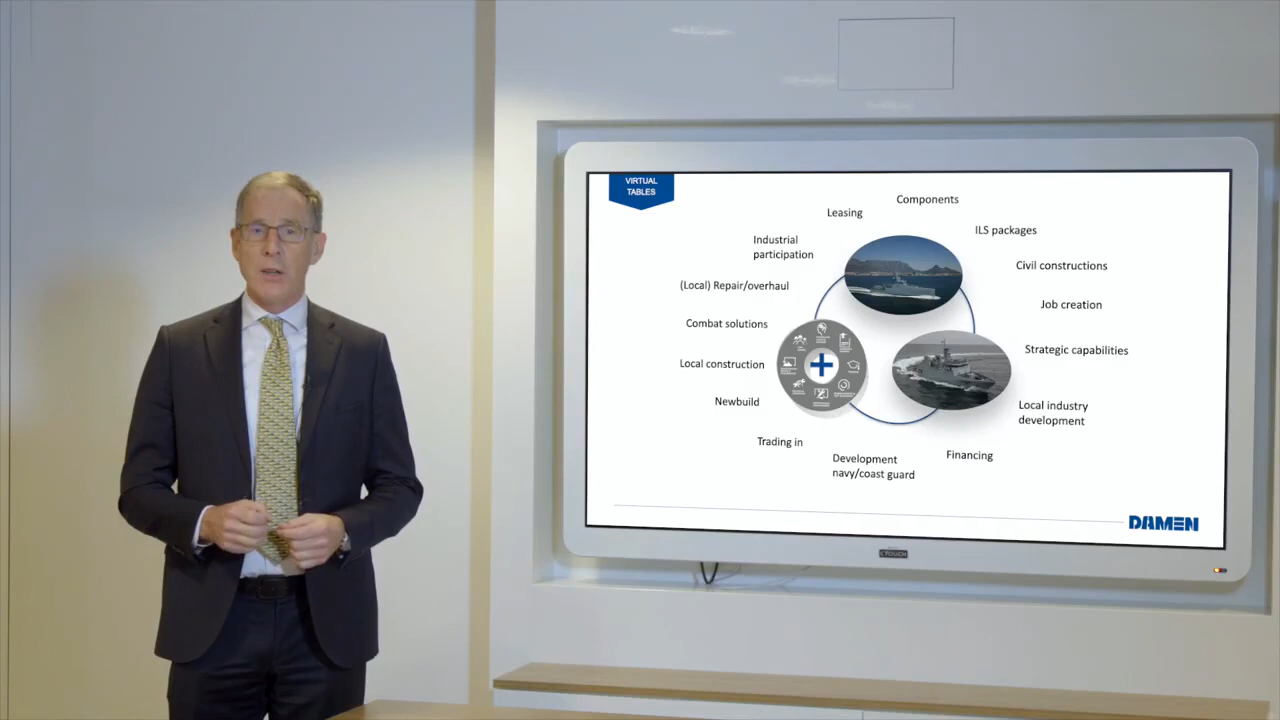 VIRTUAL
TABLES
Components
Leasing
ILS packages
Industrial
participation
Civil constructions
(Local) Repair/overhaul
Job creation
Combat solutions
Strategic capabilities
Local construction
Newbuild
Local industry
development
Trading in
Financing
Development
navy/coast guard
DAMEN
CTOUCH